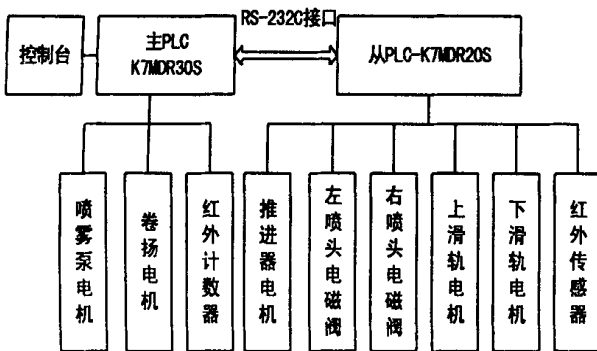 RS-232C接口
控制台
主PLC
K7MDR30S
从PLC-K7MDR20S
喷雾泵电机
卷扬电机
红外计数器
推进器电机
左喷头电磁阀
右喷头电磁阀
上滑轨电机
下滑轨电机
红外传感器